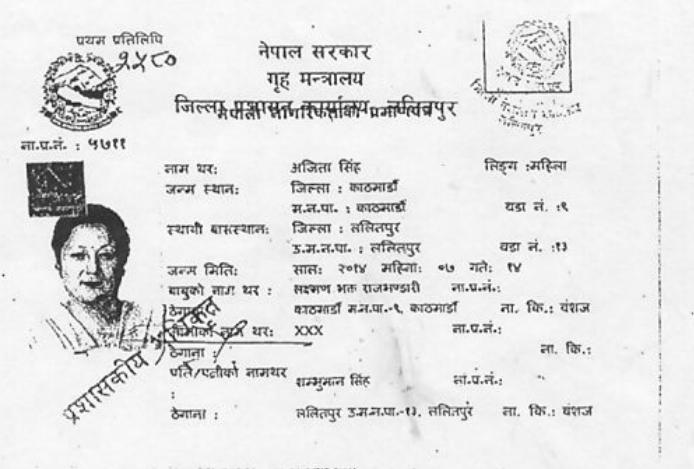 प्रथम प्रतिलिपि
२५८०
नेपाल सरकार
गृह मन्त्रालय
जिल्ला प्रशासन कार्यालय, ललितपुर
नेपाली नागरिकताको प्रमाणपत्र
ना.प्र.नं. : ५७११
नाम थर: अजिता सिंह लिङ्ग :महिला
जन्म स्थान: जिल्ला : काठमाडौँ
म.न.पा. : काठमाडौँ वडा नं. :९
स्थायी बासस्थान: जिल्ला : ललितपुर
उ.म.न.पा. : ललितपुर वडा नं. :१३
जन्म मिति: साल: २०१४ महिना: ०७ गते: १४
बाबुको नाम थर : लक्ष्मण भक्त राजभण्डारी ना.प्र.नं.:
ठेगाना: काठमाडौँ म.न.पा.-९, काठमाडौँ ना. कि.: वंशज
आमाको नाम थर: XXX ना.प्र.नं.:
ठेगाना : ना. कि.:
पति/पत्नीको नामथर : शम्भुमान सिंह ना.प्र.नं.:
ठेगाना : ललितपुर उ.म.न.पा.-१३, ललितपुर ना. कि.: वंशज
प्रशासकीय